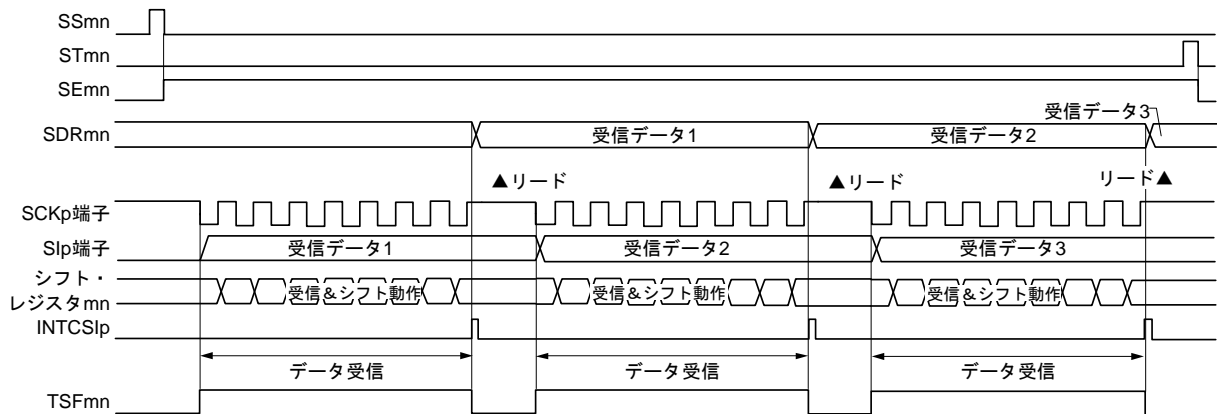 SSmn
STmn
SEmn
受信データ3
SDRmn
受信データ1
受信データ2
▲リード
▲リード
リード▲
SCKp端子
SIp端子
受信データ1
受信データ2
受信データ3
シフト・
レジスタmn
受信&シフト動作
受信&シフト動作
受信&シフト動作
INTCSIp
データ受信
データ受信
データ受信
TSFmn